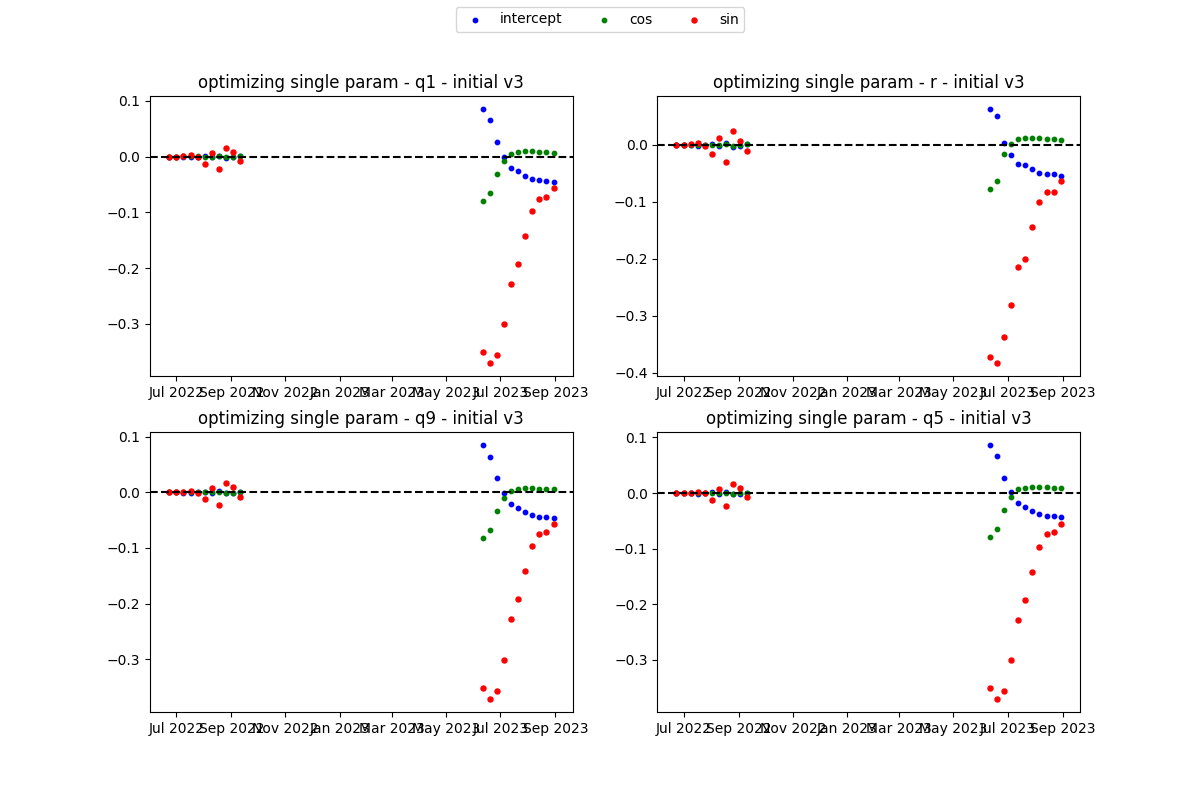 intercept cos sin
optimizing single param - q1 - initial v3
0.1
0.0
−0.1
−0.2
−0.3
Jul 2022 Sep 2022 Nov 2022 Jan 2023 Mar 2023 May 2023 Jul 2023 Sep 2023
optimizing single param - r - initial v3
0.0
−0.1
−0.2
−0.3
−0.4
Jul 2022 Sep 2022 Nov 2022 Jan 2023 Mar 2023 May 2023 Jul 2023 Sep 2023
optimizing single param - q9 - initial v3
0.1
0.0
−0.1
−0.2
−0.3
Jul 2022 Sep 2022 Nov 2022 Jan 2023 Mar 2023 May 2023 Jul 2023 Sep 2023
optimizing single param - q5 - initial v3
0.1
0.0
−0.1
−0.2
−0.3
Jul 2022 Sep 2022 Nov 2022 Jan 2023 Mar 2023 May 2023 Jul 2023 Sep 2023